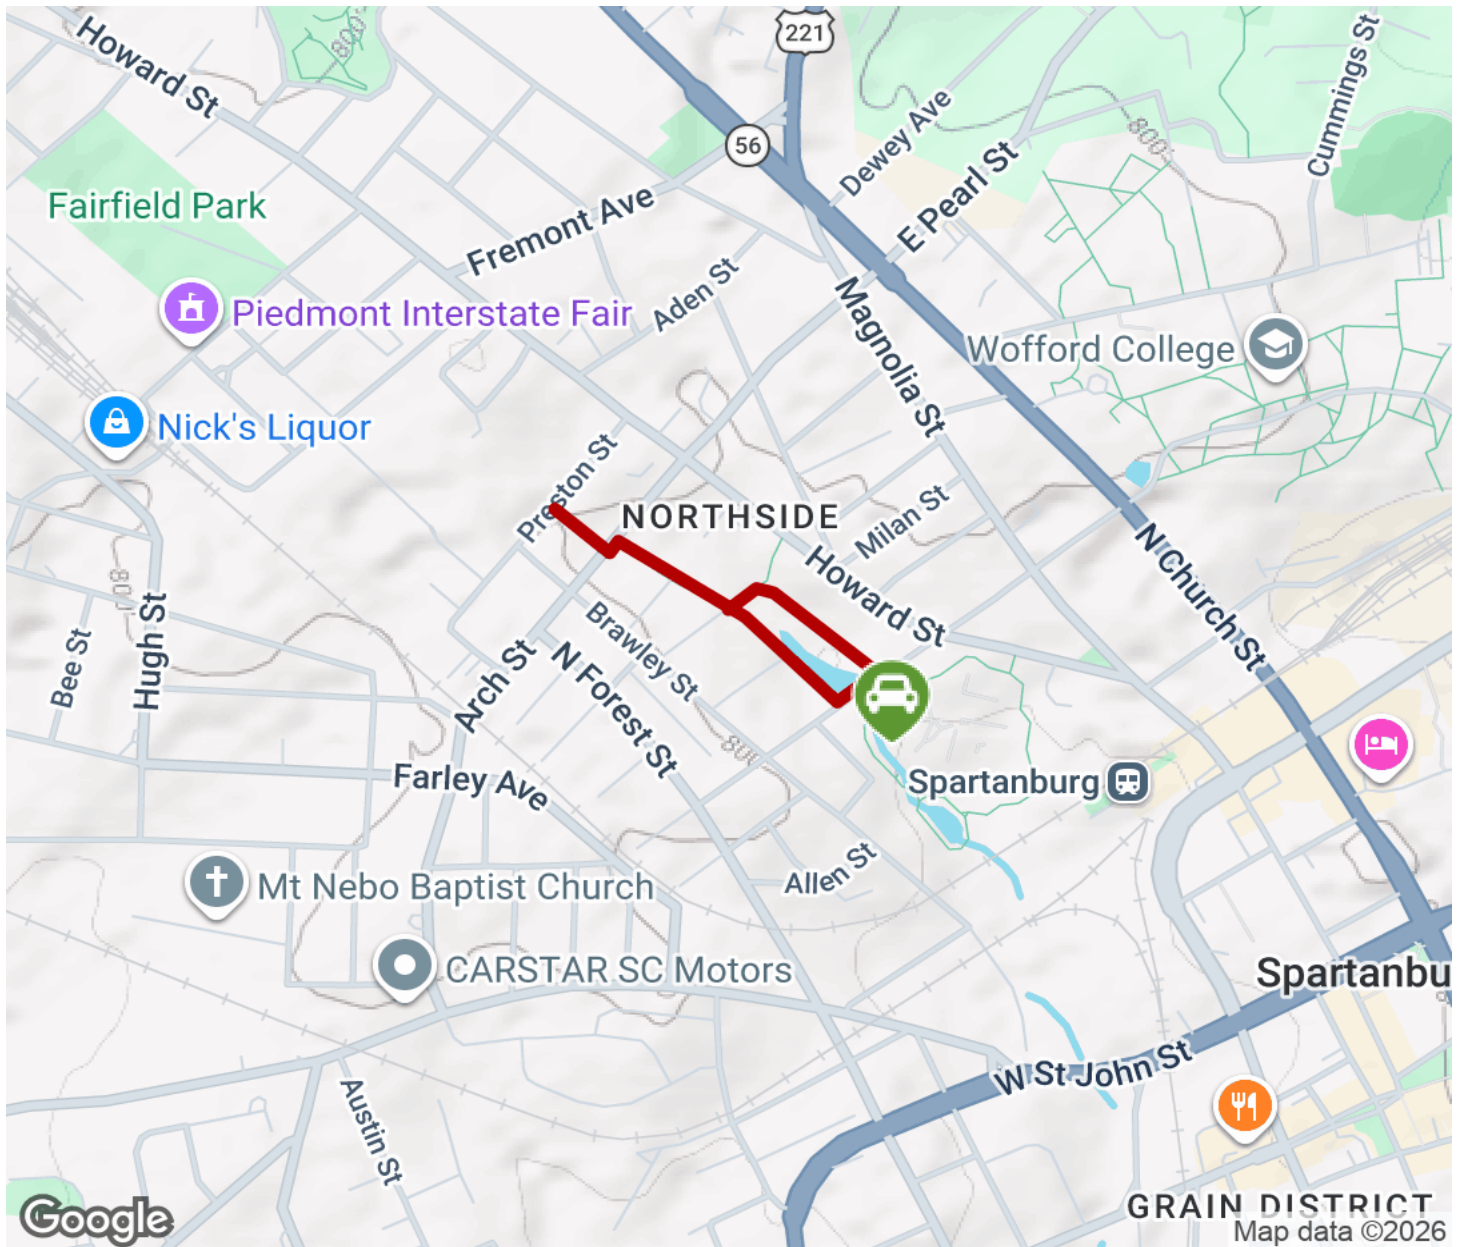 Howard St
800
221
56
Dewey Ave
E Pearl St
800
Cummings St
Fairfield Park
Fremont Ave
Aden St
Piedmont Interstate Fair
Magnolia St
Wofford College
Nick's Liquor
Preston St
NORTHSIDE
Milan St
Howard St
N Church St
800
Hugh St
Bee St
Brawley St
Arch St
N Forest St
800
Farley Ave
Spartanburg
Allen St
Mt Nebo Baptist Church
CARSTAR SC Motors
Spartanbu
W St John St
Austin St
GRAIN DISTRICT
Google
Map data ©2026